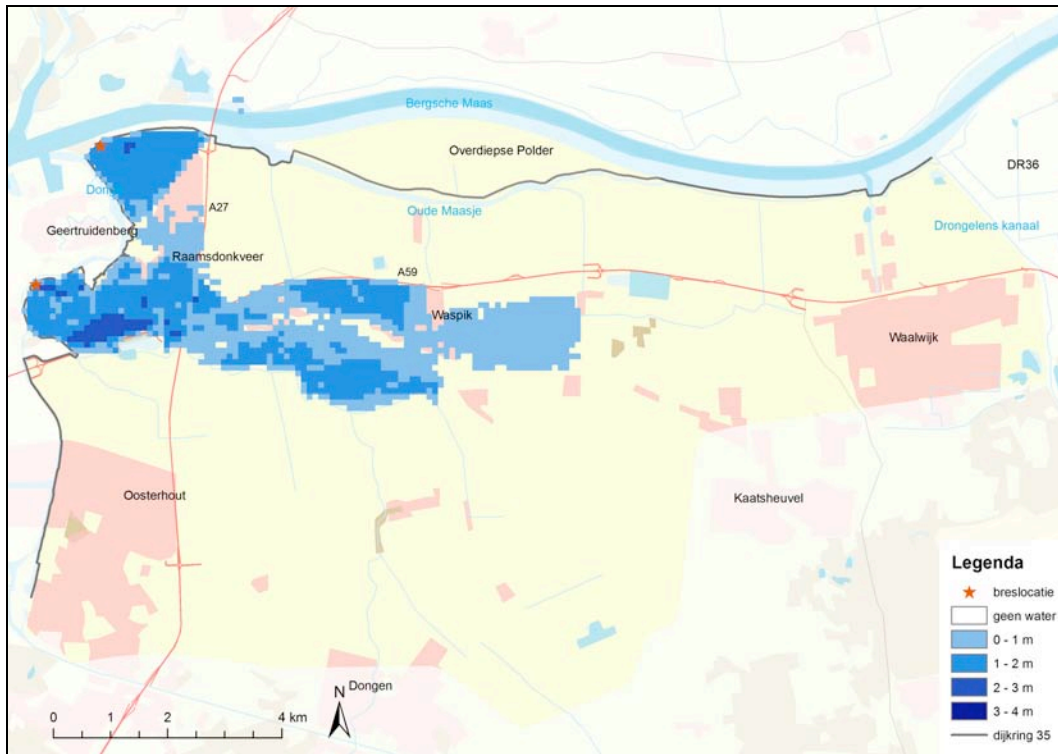 Bergsche Maas
Overdiepse Polder
DR36
Geertruidenberg
A27
Oude Maasje
Drongelens kanaal
Raamsdonkveer
A59
Waspik
Waalwijk
Oosterhout
Kaatsheuvel
Dongen
N
0 1 2 4 km
Legenda
breslocatie
geen water
0 - 1 m
1 - 2 m
2 - 3 m
3 - 4 m
dijkring 35